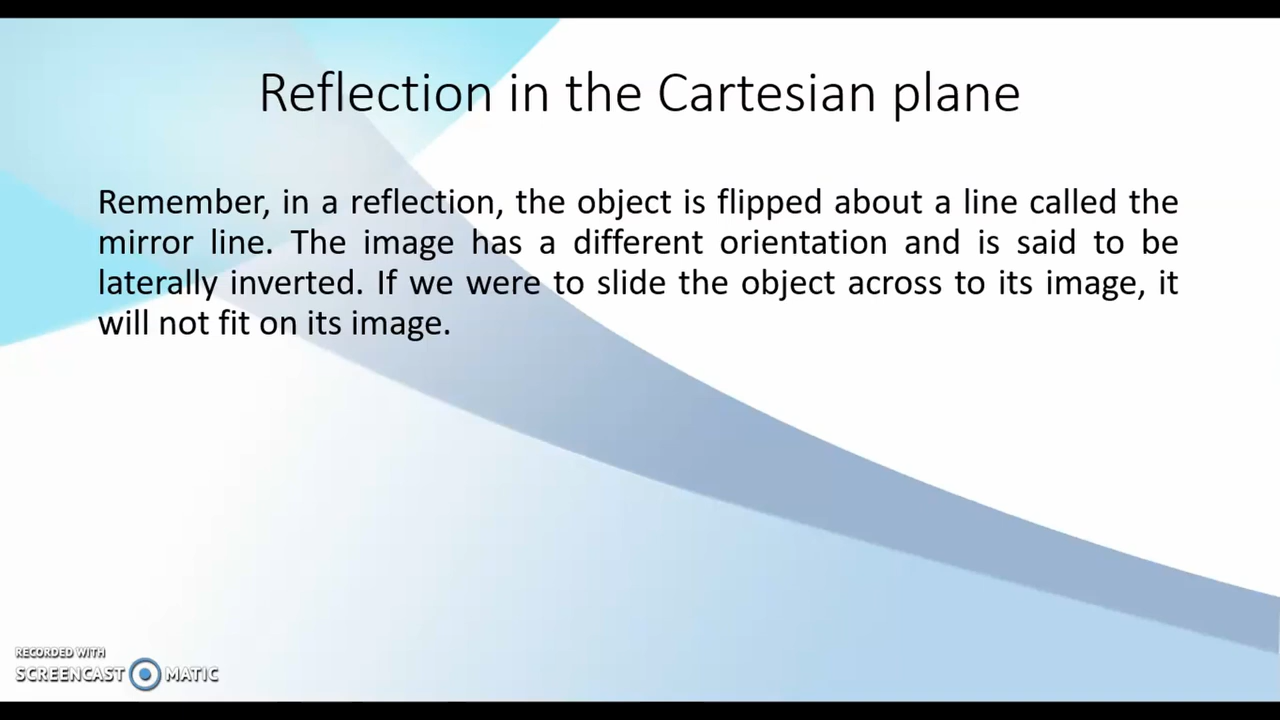 Reflection in the Cartesian plane
Remember, in a reflection, the object is flipped about a line called the
mirror line. The image has a different orientation and is said to be
laterally inverted. If we were to slide the object across to its image, it
will not fit on its image.
RECORDED WITH
SCREENCAST MATIC